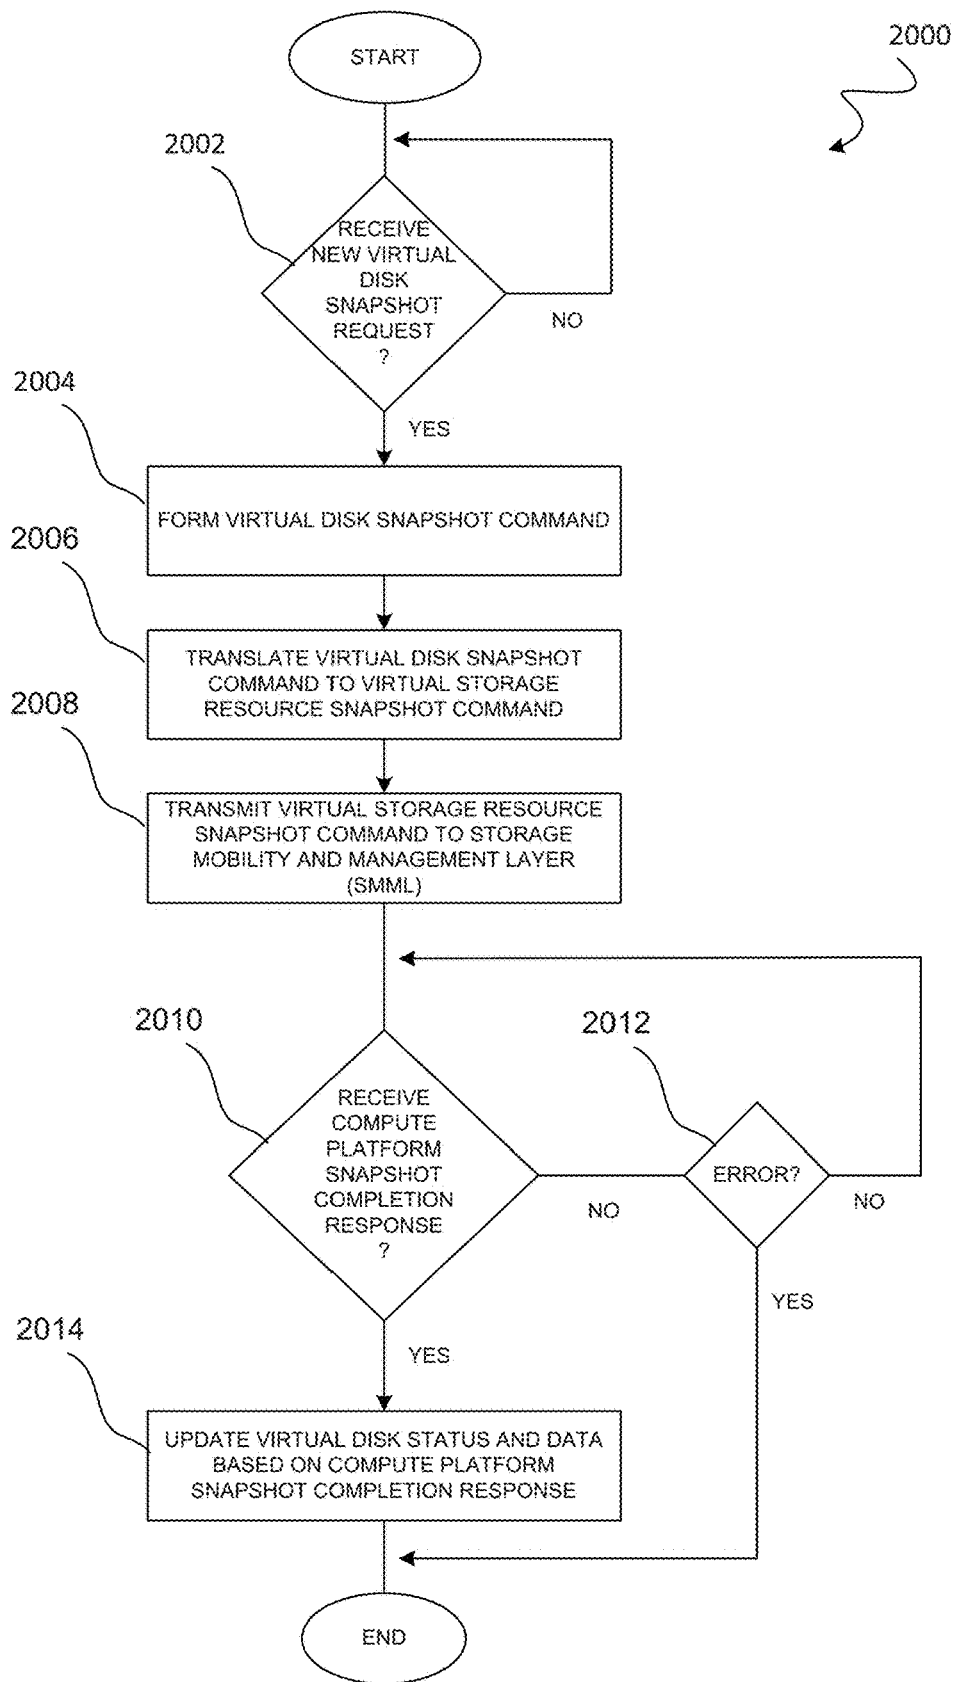 START
2000
2002
RECEIVE
NEW VIRTUAL
DISK
SNAPSHOT
REQUEST
?
NO
YES
2004
FORM VIRTUAL DISK SNAPSHOT COMMAND
2006
TRANSLATE VIRTUAL DISK SNAPSHOT
COMMAND TO VIRTUAL STORAGE
RESOURCE SNAPSHOT COMMAND
2008
TRANSMIT VIRTUAL STORAGE RESOURCE
SNAPSHOT COMMAND TO STORAGE
MOBILITY AND MANAGEMENT LAYER
(SMML)
2010
RECEIVE
COMPUTE
PLATFORM
SNAPSHOT
COMPLETION
RESPONSE
?
NO
2012
ERROR?
NO
YES
YES
2014
UPDATE VIRTUAL DISK STATUS AND DATA
BASED ON COMPUTE PLATFORM
SNAPSHOT COMPLETION RESPONSE
END